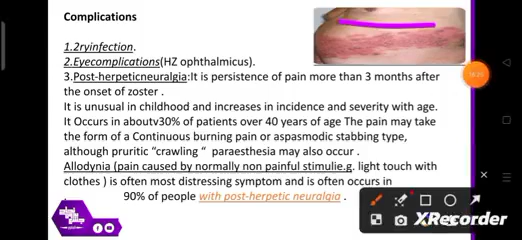 Complications
1.2ryinfection.
2.Eyecomplications(HZ ophthalmicus).
3.Post-herpeticneuralgia:It is persistence of pain more than 3 months after
the onset of zoster .
It is unusual in childhood and increases in incidence and severity with age.
It Occurs in aboutv30% of patients over 40 years of age The pain may take
the form of a Continuous burning pain or aspasmodic stabbing type,
although pruritic "crawling " paraesthesia may also occur .
Allodynia (pain caused by normally non painful stimulie.g. light touch with
clothes ) is often most distressing symptom and is often occurs in
90% of people with post-herpetic neuralgia .
XRecorder